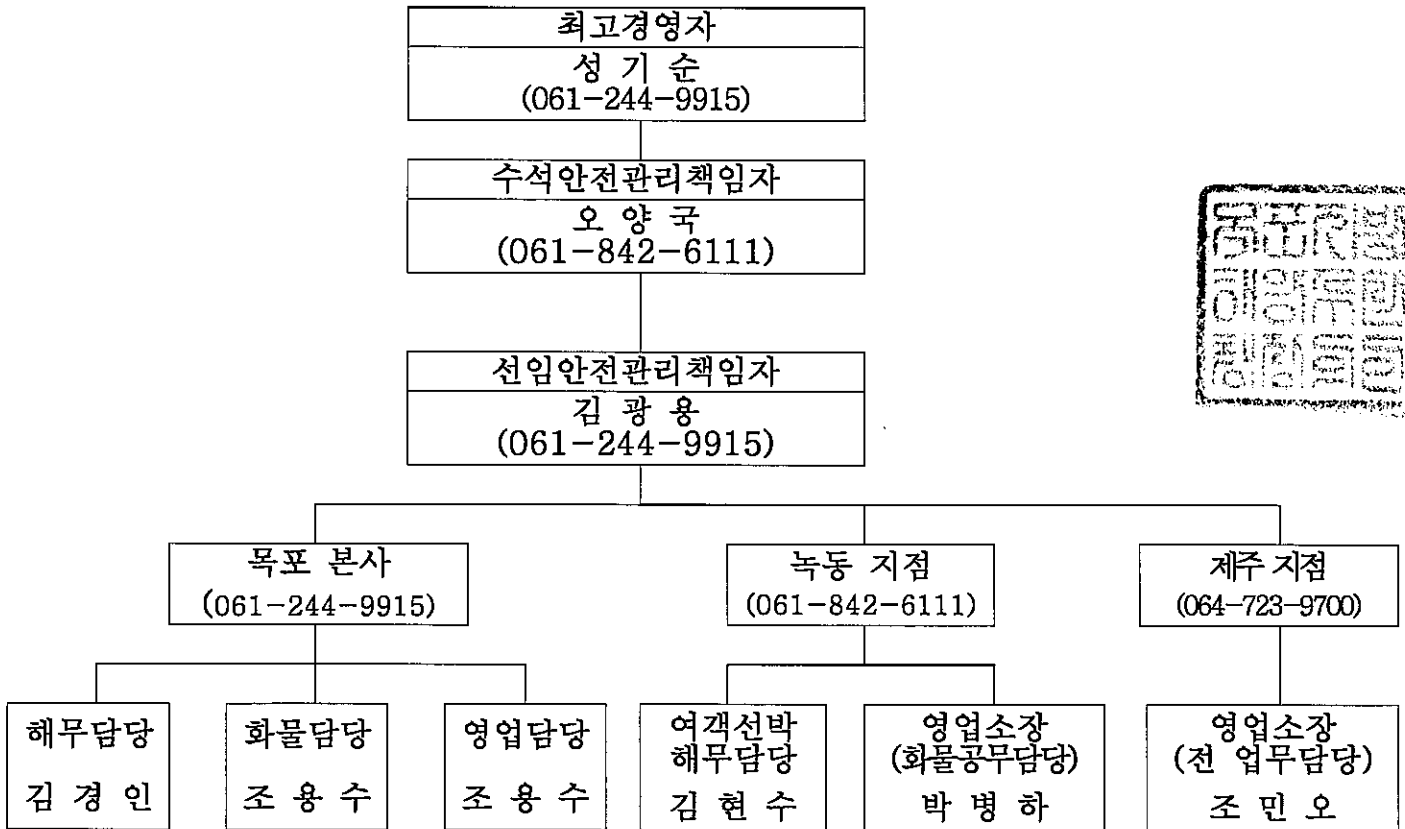 최고경영자
성 기 순
(061-244-9915)
수석안전관리책임자
오 양 국
(061-842-6111)
선임안전관리책임자
김 광 용
(061-244-9915)
목포 본사
(061-244-9915)
녹동 지점
(061-842-6111)
제주 지점
(064-723-9700)
해무담당
김 경 인
화물담당
조 용 수
영업담당
조 용 수
여객선박
해무담당
김 현 수
영업소장
(화물공무담당)
박 병 하
영업소장
(전 업무담당)
조 민 오